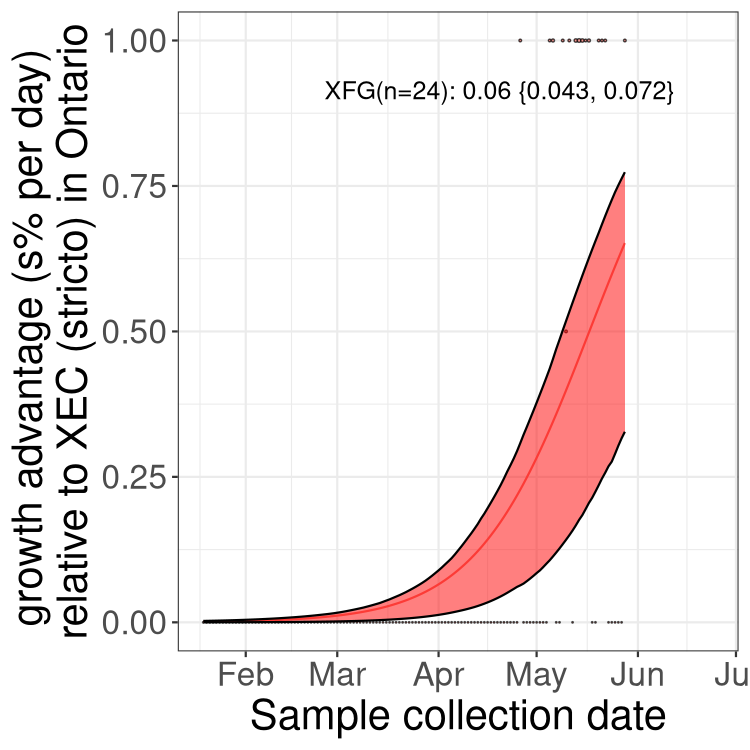 growth advantage (s% per day)
relative to XEC (stricto) in Ontario
1.00
0.75
0.50
0.25
0.00
XFG(n=24): 0.06 {0.043, 0.072}
Feb Mar Apr May Jun Ju
Sample collection date